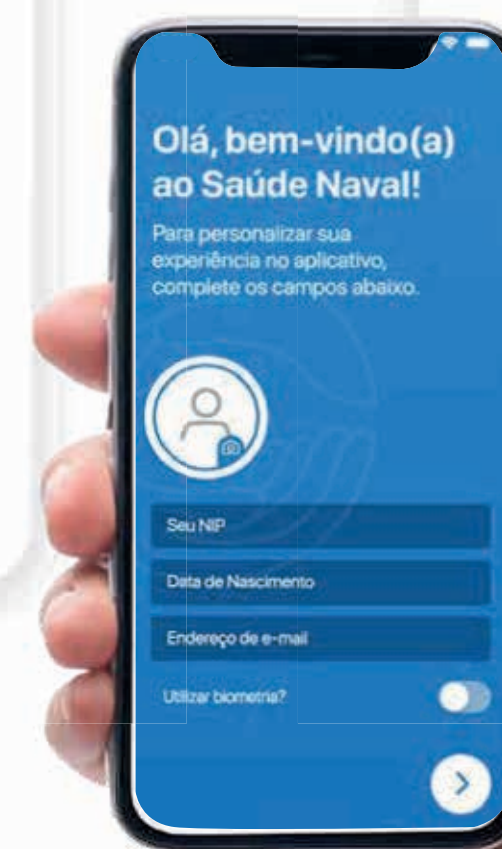 Olá, bem-vindo(a)
ao Saúde Naval!
Para personalizar sua
experiência no aplicativo,
complete os campos abaixo.
Seu NIP
Data de Nascimento
Endereço de e-mail
Utilizar biometria?